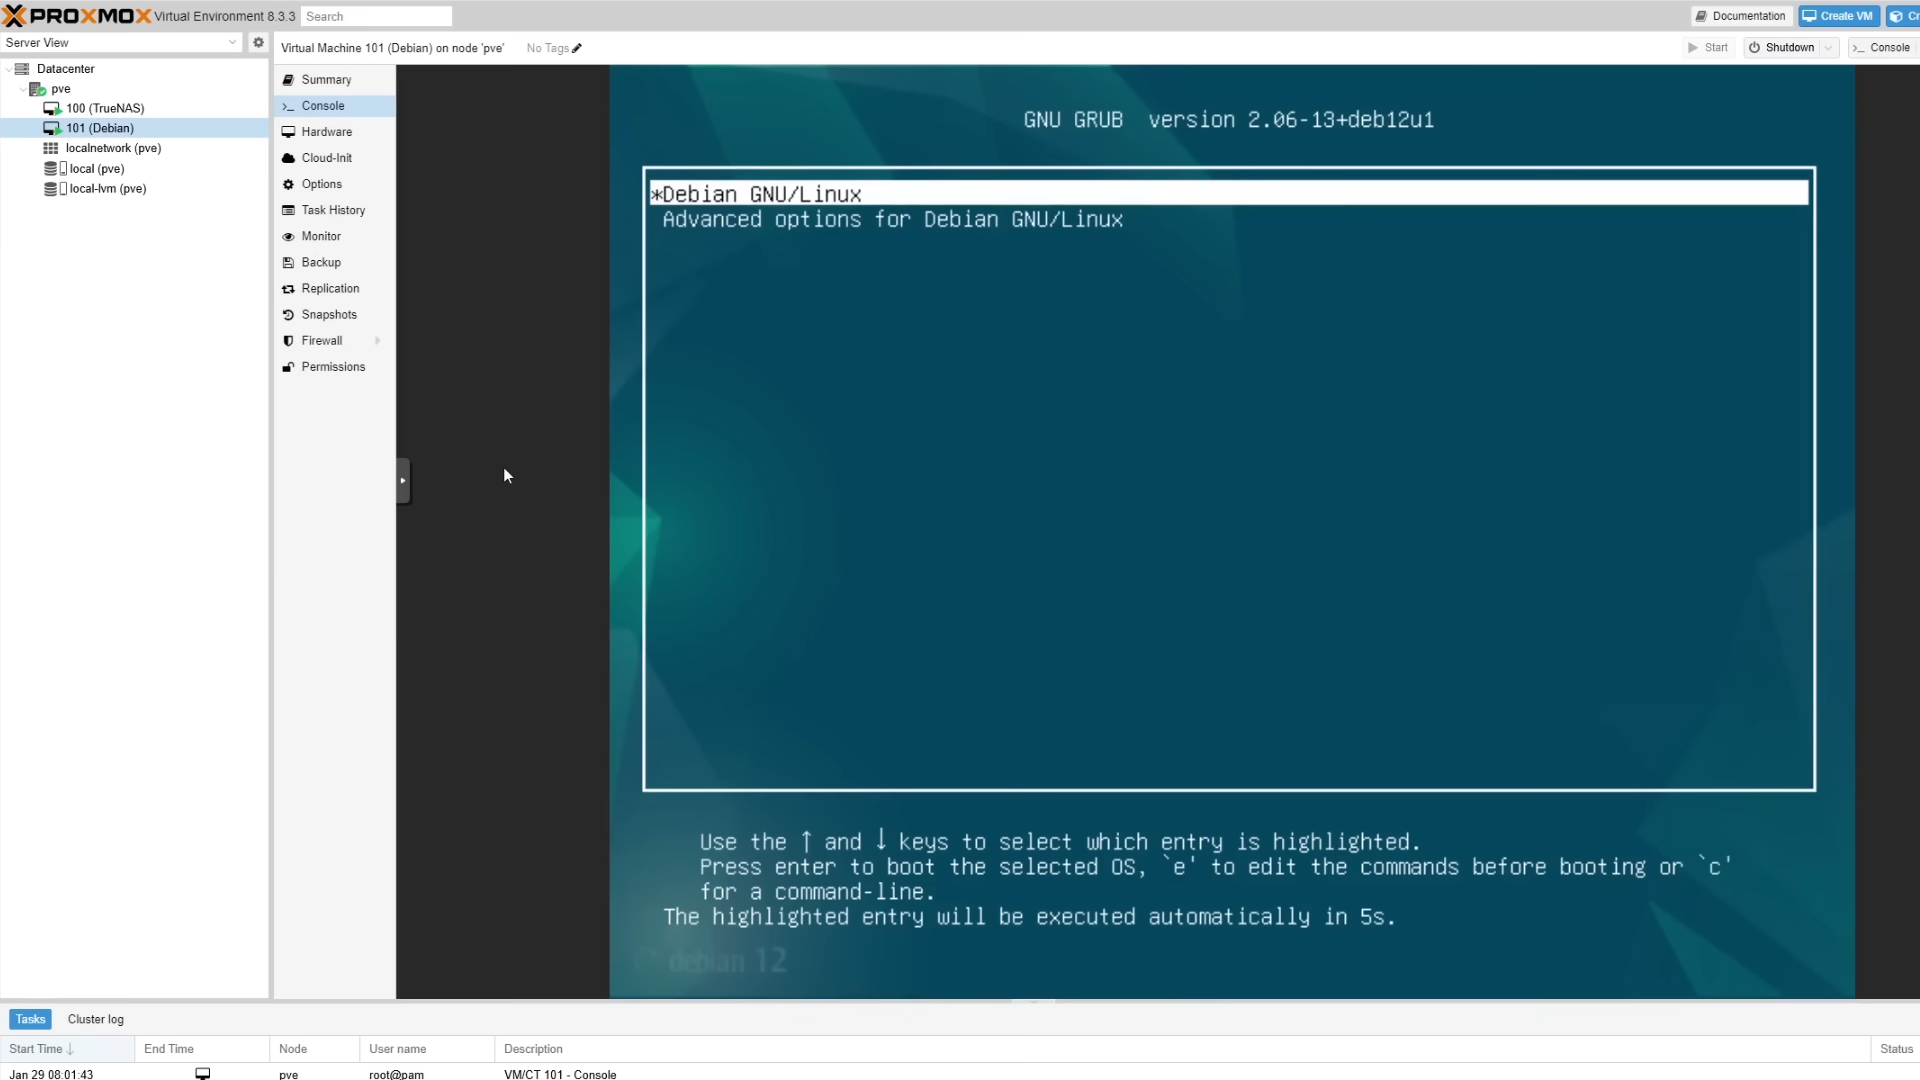 PROXMOX Virtual Environment 8.3.3 Search Documentation Create VM Cr
Server View Virtual Machine 101 (Debian) on node 'pve' No Tags Start Shutdown Console
Datacenter
pve
100 (TrueNAS)
101 (Debian)
localnetwork (pve)
local (pve)
local-lvm (pve)
Summary
Console
Hardware
Cloud-Init
Options
Task History
Monitor
Backup
Replication
Snapshots
Firewall
Permissions
GNU GRUB version 2.06-13+deb12u1
*Debian GNU/Linux
Advanced options for Debian GNU/Linux
Use the ↑ and ↓ keys to select which entry is highlighted.
Press enter to boot the selected OS, `e' to edit the commands before booting or `c'
for a command-line.
The highlighted entry will be executed automatically in 5s.
debian 12
Tasks Cluster log
Start Time ↓ End Time Node User name Description Status
Jan 29 08:01:43 pve root@pam VM/CT 101 - Console